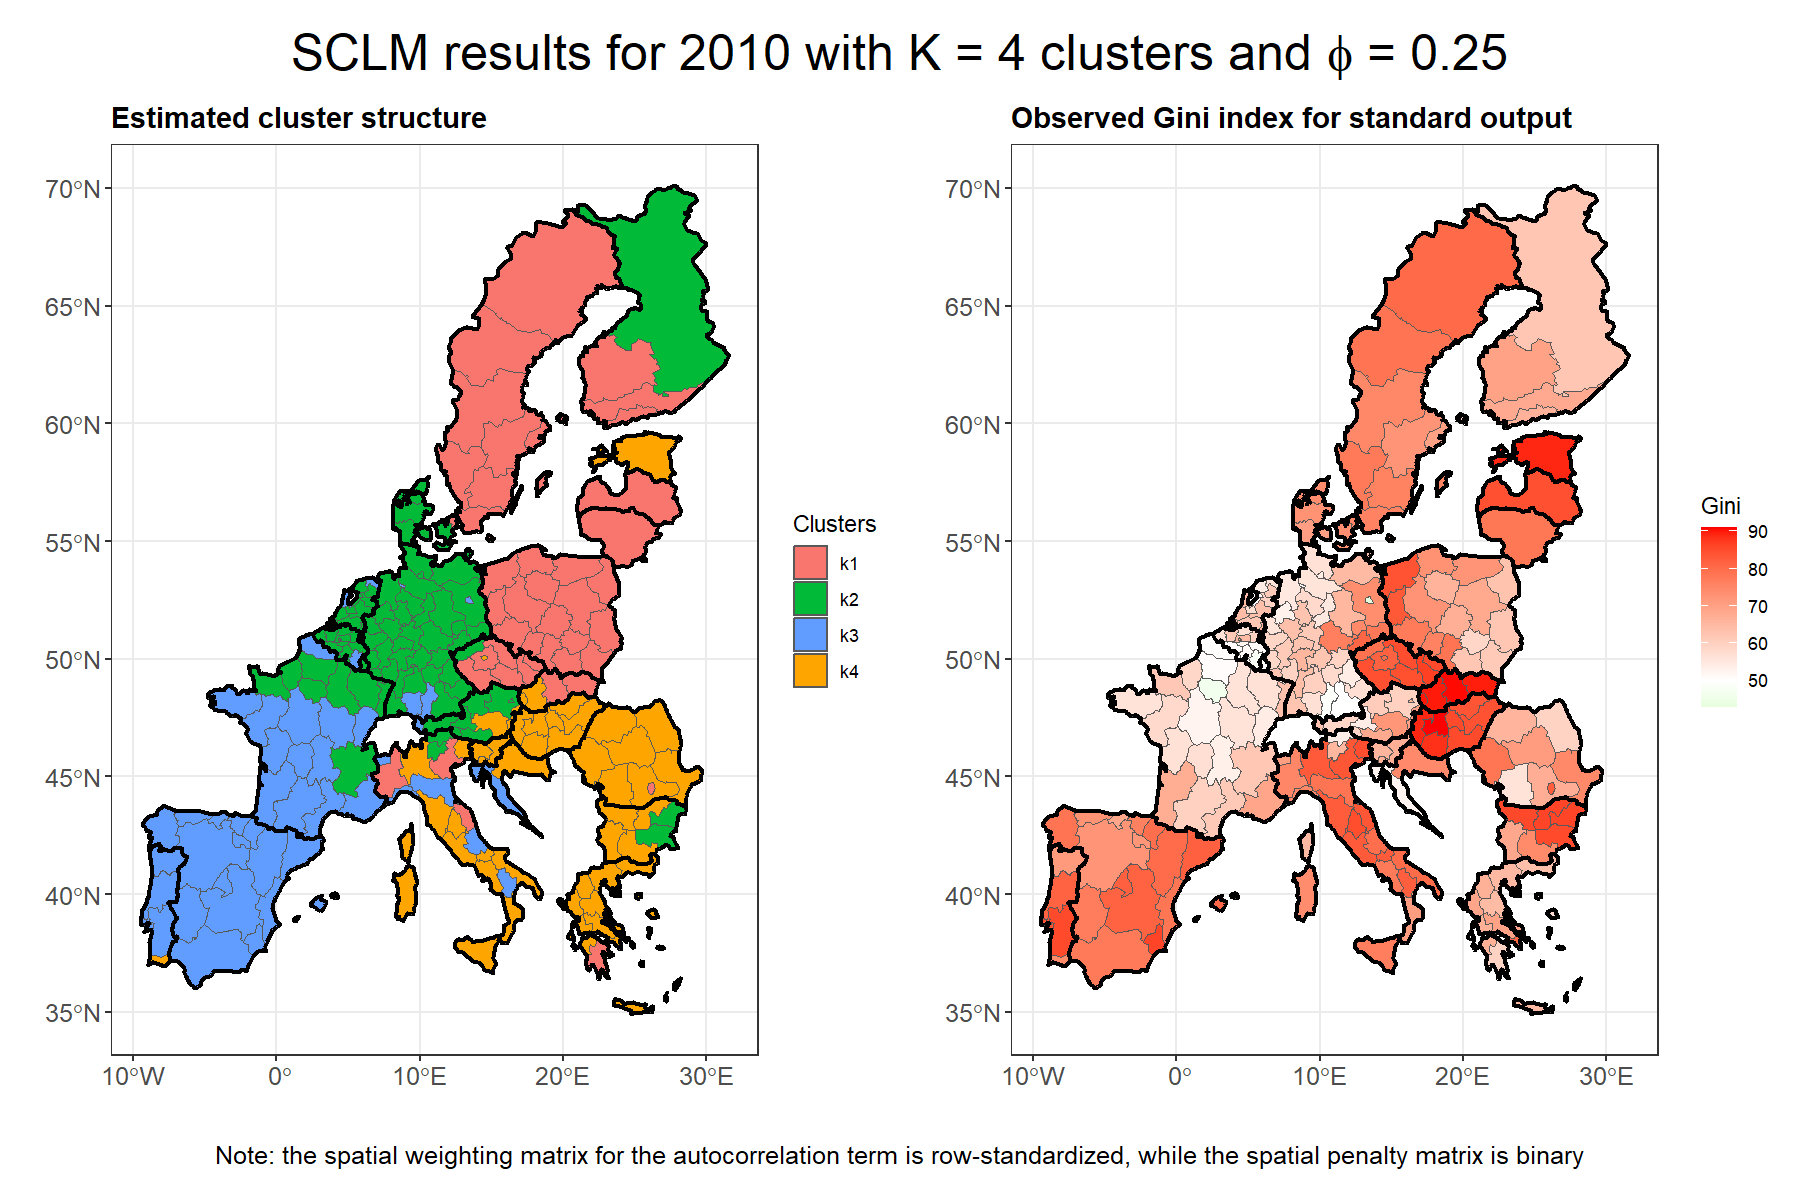 SCLM results for 2010 with K = 4 clusters and ϕ = 0.25
Estimated cluster structure
70°N
65°N
60°N
55°N
50°N
45°N
40°N
35°N
10°W 0° 10°E 20°E 30°E
Clusters
k1
k2
k3
k4
Observed Gini index for standard output
70°N
65°N
60°N
55°N
50°N
45°N
40°N
35°N
10°W 0° 10°E 20°E 30°E
Gini
90
80
70
60
50
Note: the spatial weighting matrix for the autocorrelation term is row-standardized, while the spatial penalty matrix is binary